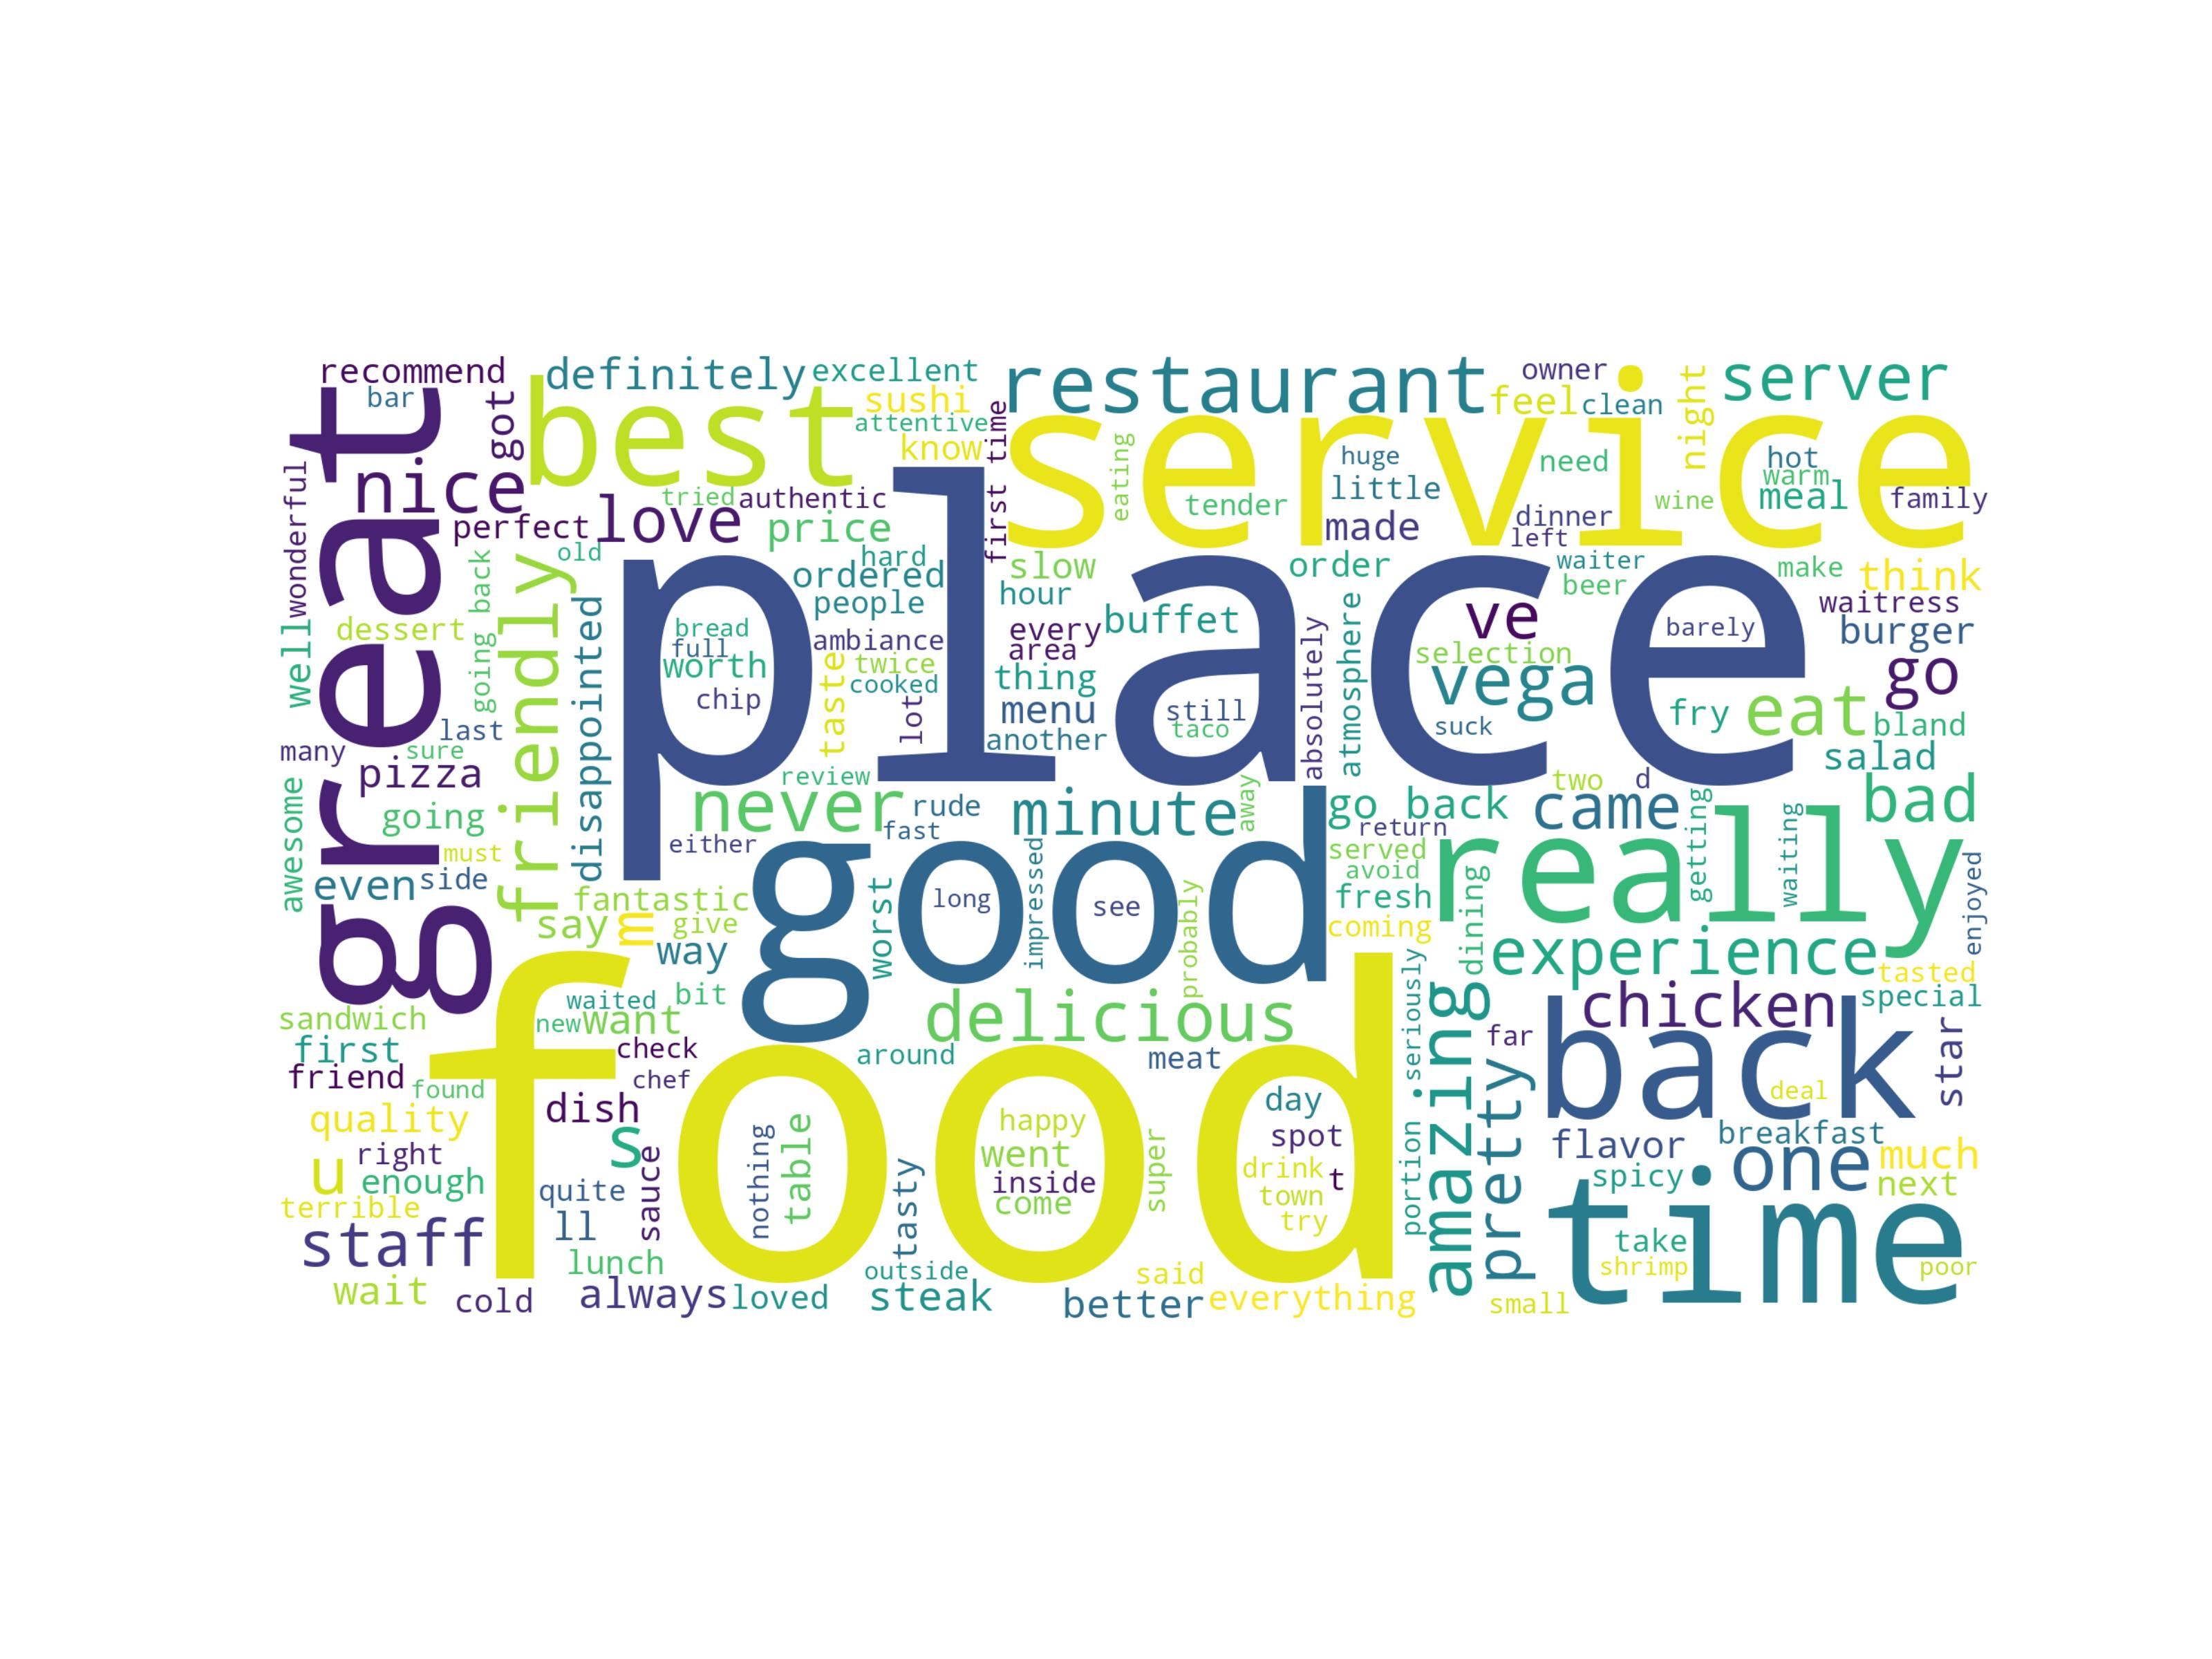 recommend
bar
got
definitely
excellent
sushi
attentive
know
best
restaurant
owner
feel
clean
night
server
great
nice
perfect
love
tried
authentic
price
first time
eating
service
huge
little
tender
made
need
wine
hot
warm
meal
family
dinner
left
wonderful
well
going back
old
friendly
disappointed
dessert
place
ordered
hard
people
ambiance
slow
hour
every
area
buffet
order
waiter
beer
make
think
waitress
burger
ve
barely
bread
full
worth
chip
taste
twice
cooked
lot
thing
menu
another
still
taco
absolutely
atmosphere
selection
vega
suck
fry
eat
go
bland
salad
last
many
sure
pizza
going
must
awesome
even
side
review
never
rude
fast
either
minute
away
go back
return
served
avoid
fresh
coming
two
d
came
bad
getting
waiting
really
enjoyed
fantastic
say
m
give
way
worst
good
long
see
impressed
probably
dining
experience
tasted
special
sandwich
waited
bit
new
want
delicious
seriously
amazing
chicken
first
friend
found
check
chef
around
meat
far
pretty
back
deal
star
food
quality
dish
s
u
right
enough
terrible
staff
wait
cold
quite
ll
sauce
lunch
always
loved
nothing
table
tasty
outside
steak
happy
went
inside
come
super
said
better
everything
day
spot
drink
t
town
try
portion
flavor
breakfast
one
much
next
spicy
time
take
shrimp
poor
small